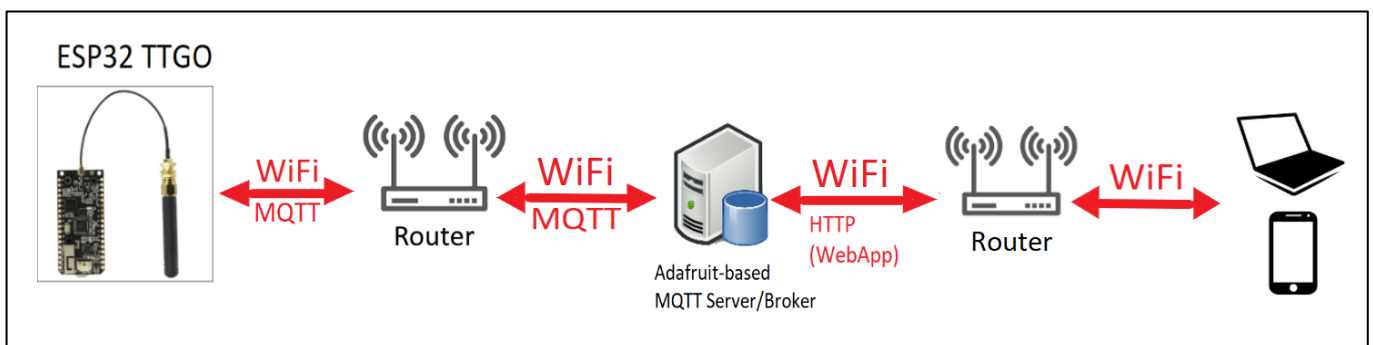 ESP32 TTGO
WiFi
MQTT
Router
WiFi
MQTT
Adafruit-based
MQTT Server/Broker
WiFi
HTTP
(WebApp)
Router
WiFi